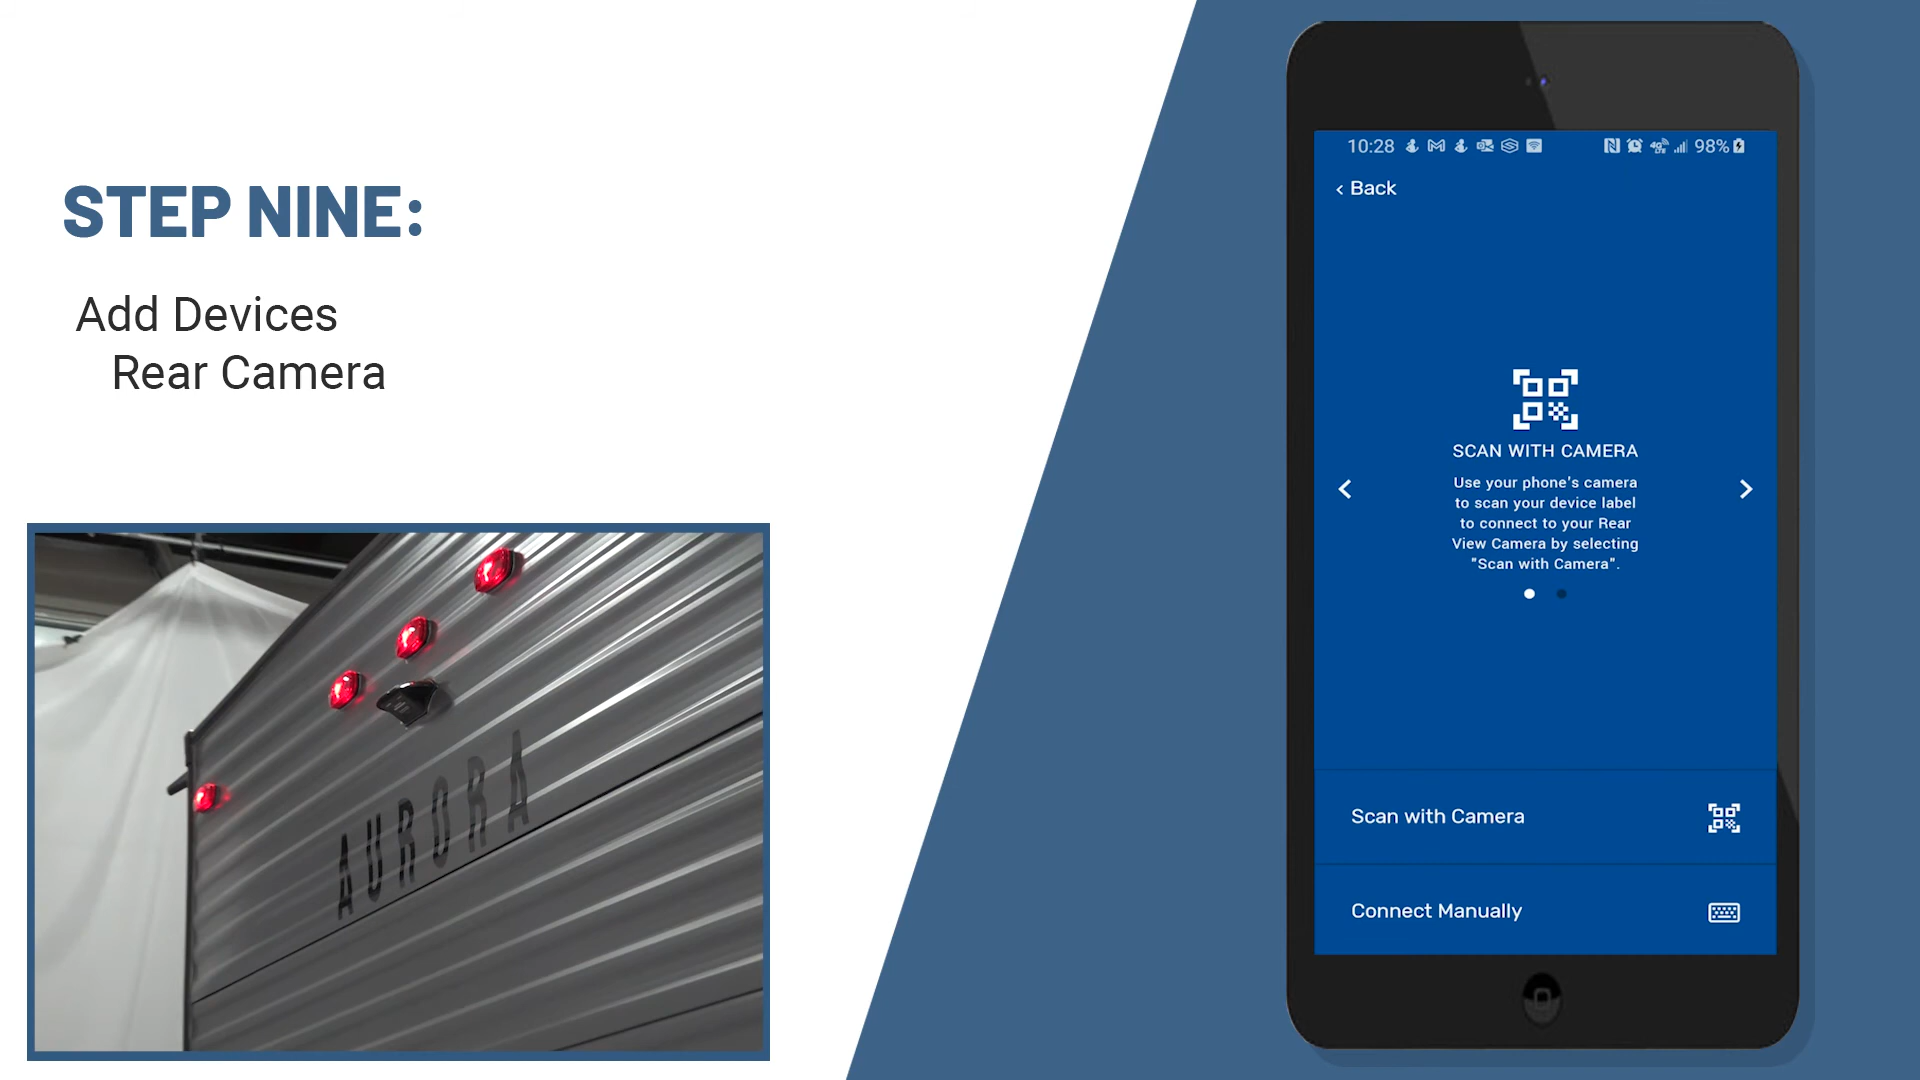 STEP NINE:
Add Devices
Rear Camera
AURORA
10:28
98%
< Back
SCAN WITH CAMERA
Use your phone's camera
to scan your device label
to connect to your Rear
View Camera by selecting
"Scan with Camera".
Scan with Camera
Connect Manually